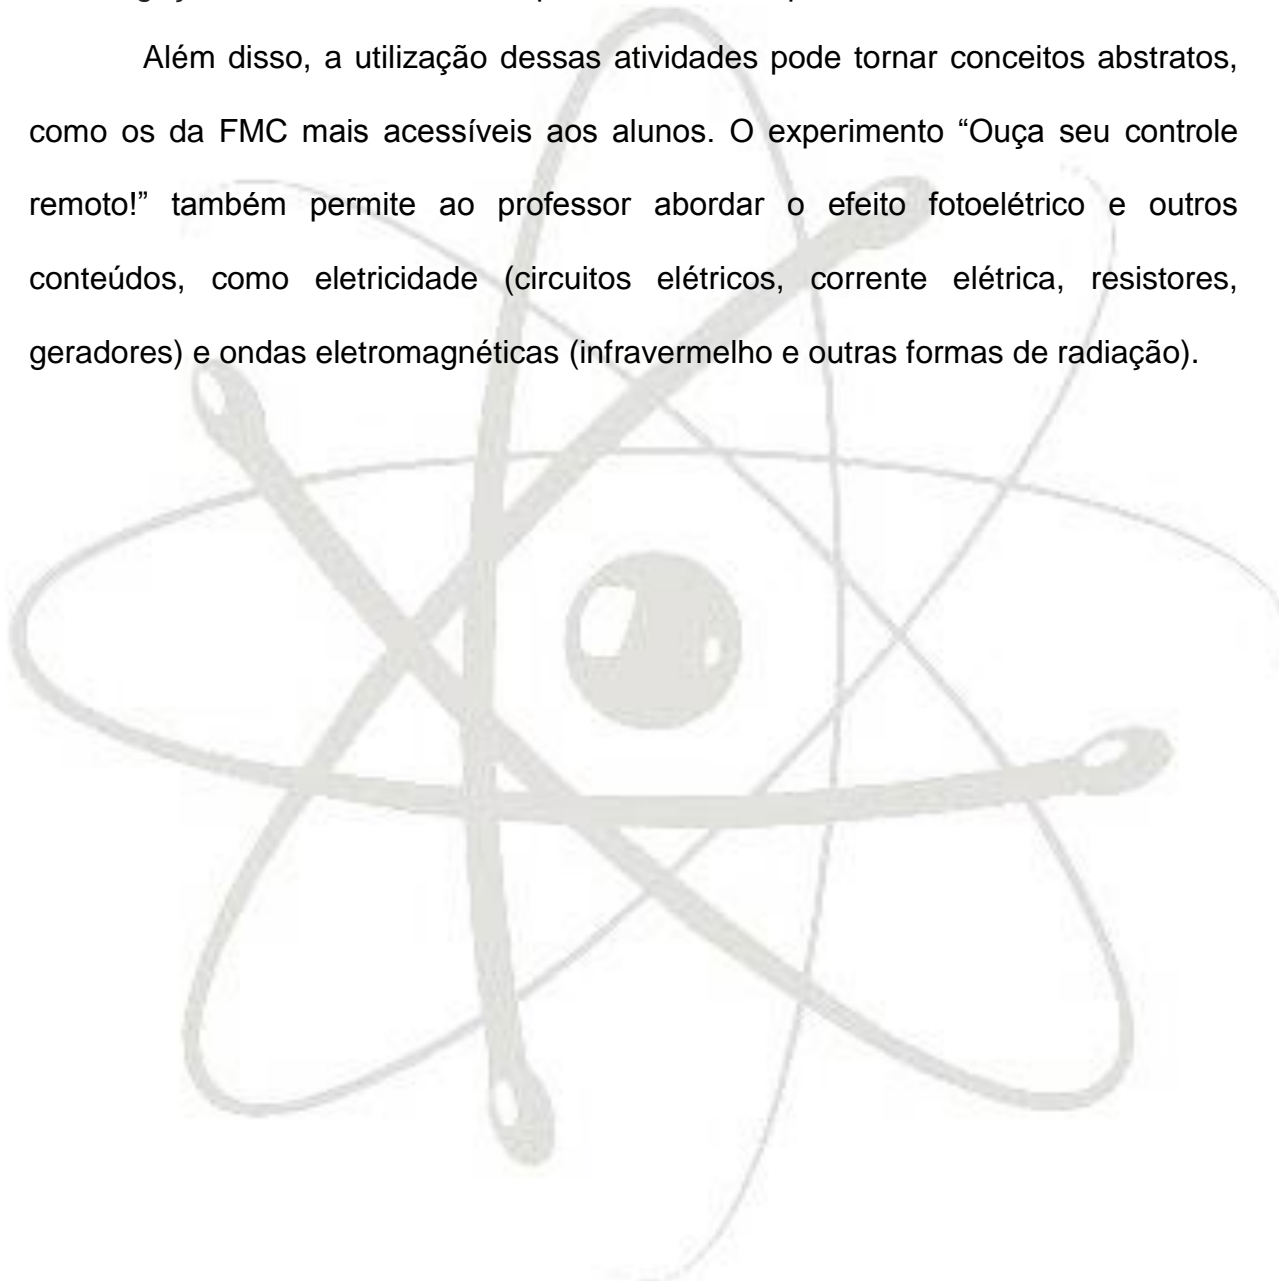 Além disso, a utilização dessas atividades pode tornar conceitos abstratos,
como os da FMC mais acessíveis aos alunos. O experimento “Ouça seu controle
remoto!” também permite ao professor abordar o efeito fotoelétrico e outros
conteúdos, como eletricidade (circuitos elétricos, corrente elétrica, resistores,
geradores) e ondas eletromagnéticas (infravermelho e outras formas de radiação).